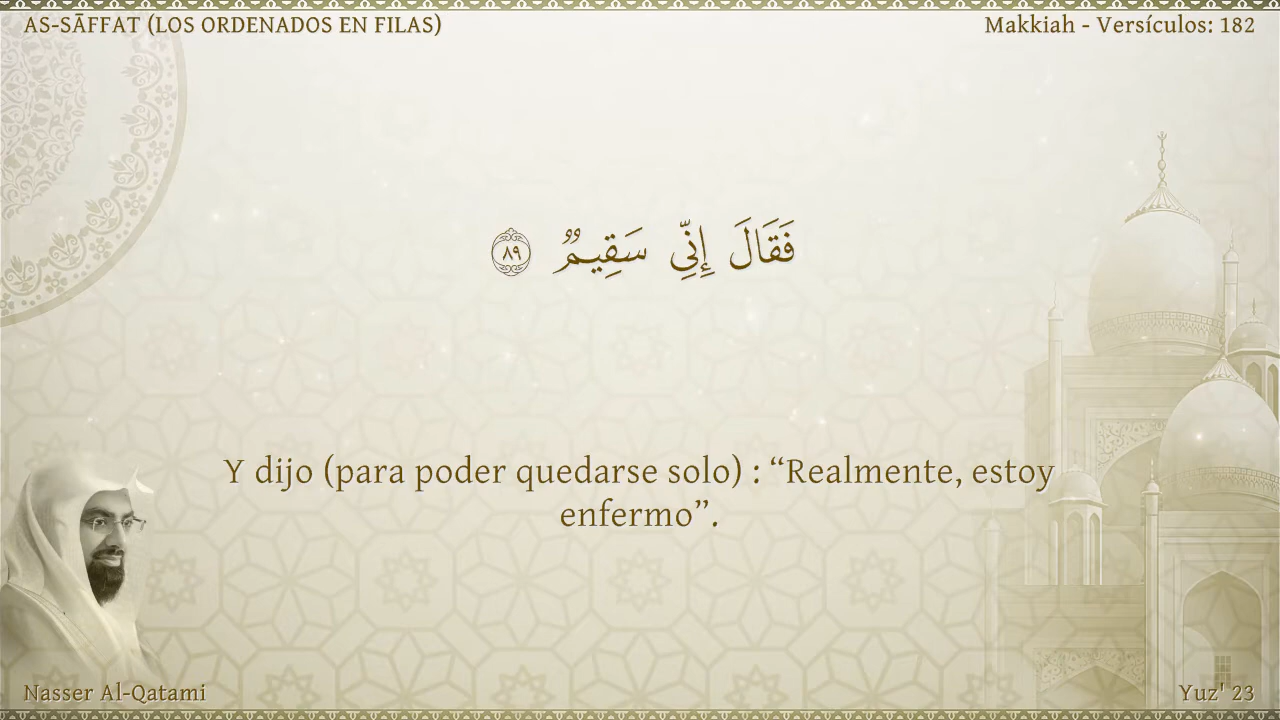 AS-SĀFFAT (LOS ORDENADOS EN FILAS)
Makkiah - Versículos: 182
فَقَالَ إِنِّي سَقِيمٌ ٨٩
Y dijo (para poder quedarse solo) : “Realmente, estoy
enfermo”.
Nasser Al-Qatami
Yuz' 23